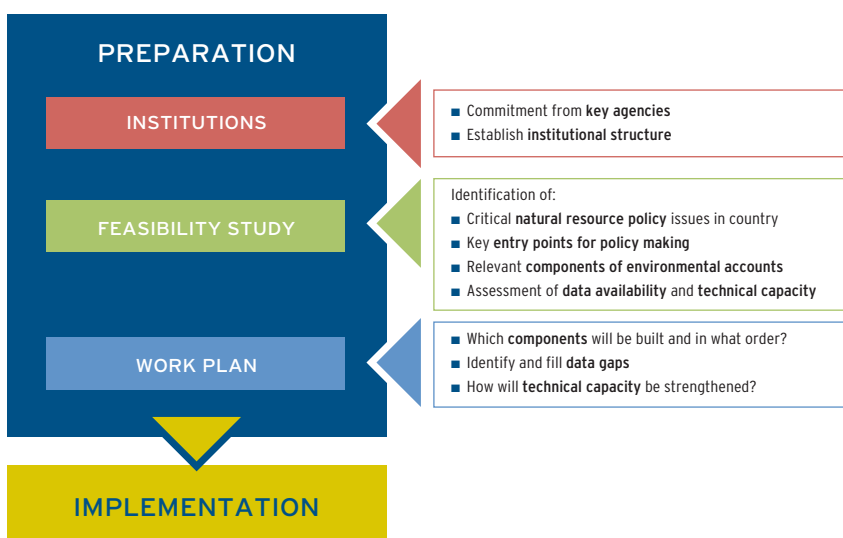 PREPARATION
INSTITUTIONS
■ Commitment from key agencies
■ Establish institutional structure
FEASIBILITY STUDY
Identification of:
■ Critical natural resource policy issues in country
■ Key entry points for policy making
■ Relevant components of environmental accounts
■ Assessment of data availability and technical capacity
WORK PLAN
■ Which components will be built and in what order?
■ Identify and fill data gaps
■ How will technical capacity be strengthened?
IMPLEMENTATION